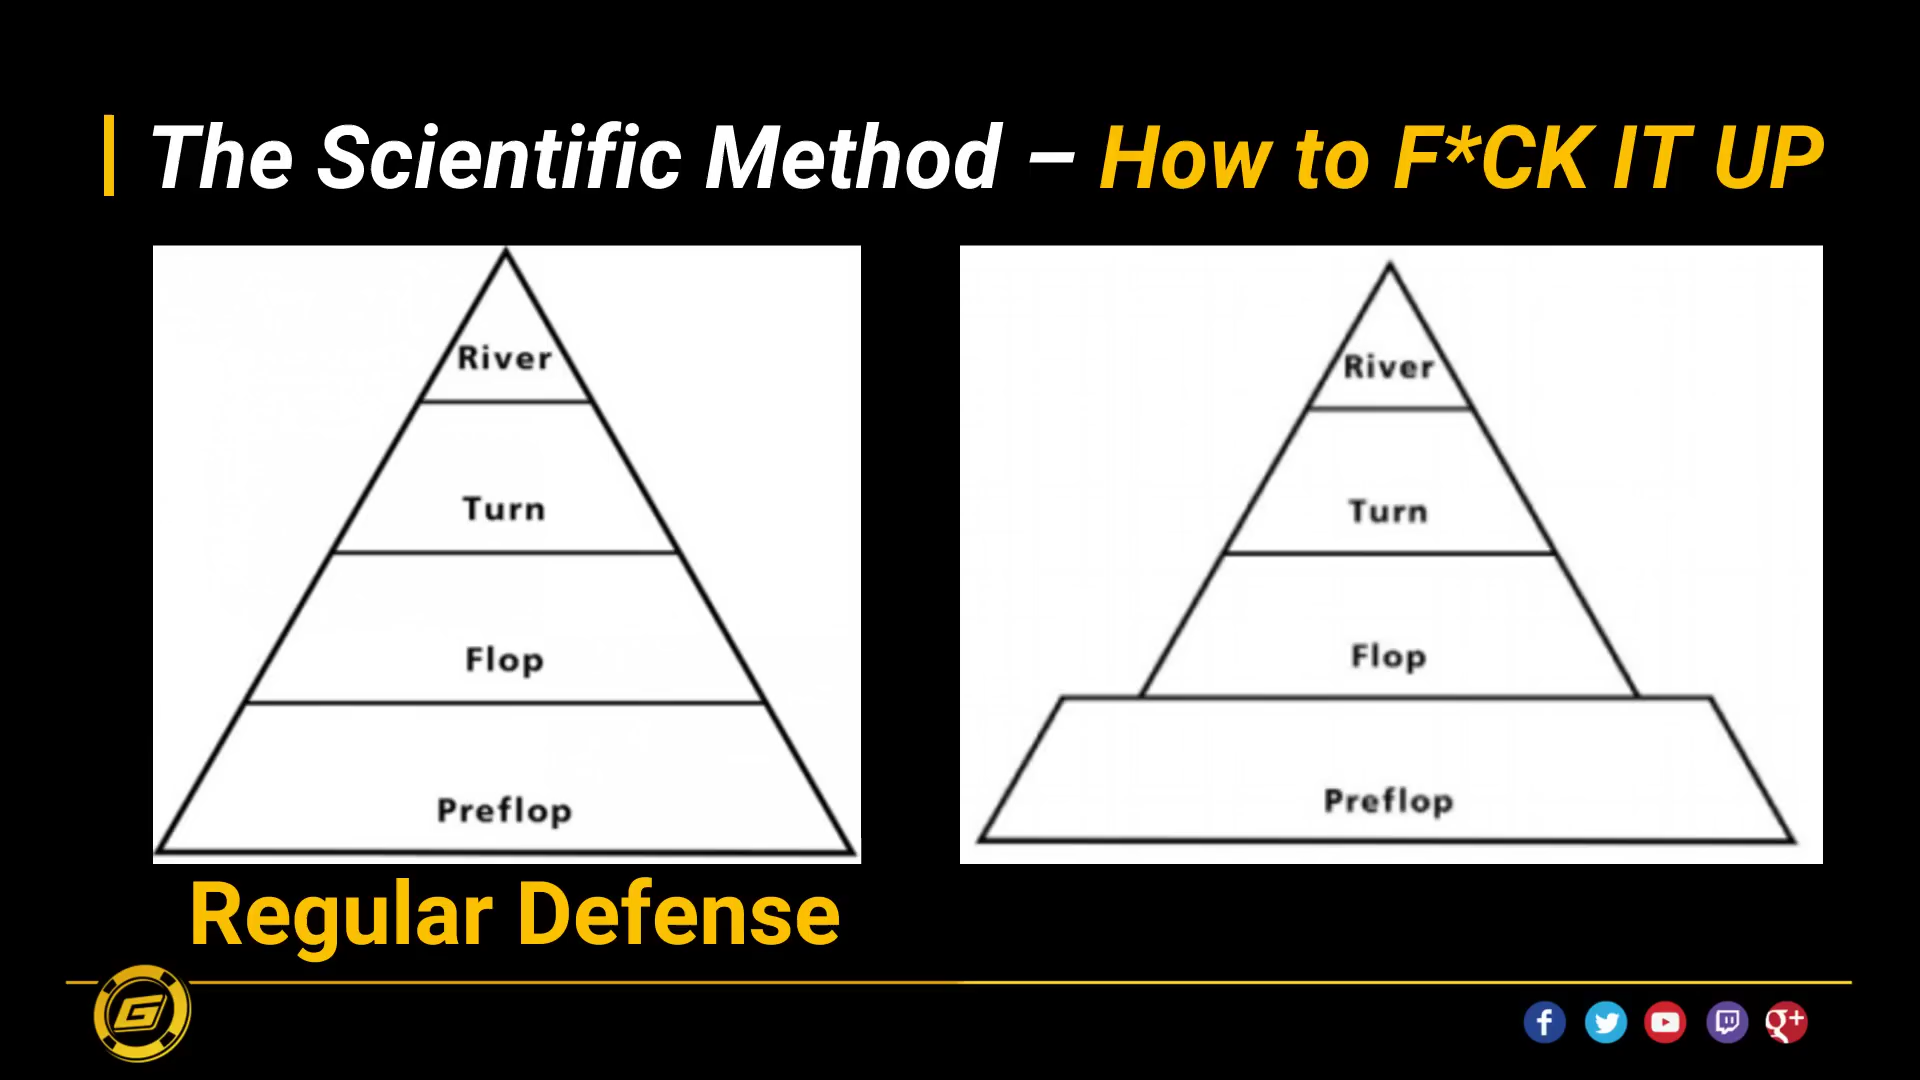 The Scientific Method – How to F*CK IT UP
River
Turn
Flop
Preflop
Regular Defense
River
Turn
Flop
Preflop
G
f
g+